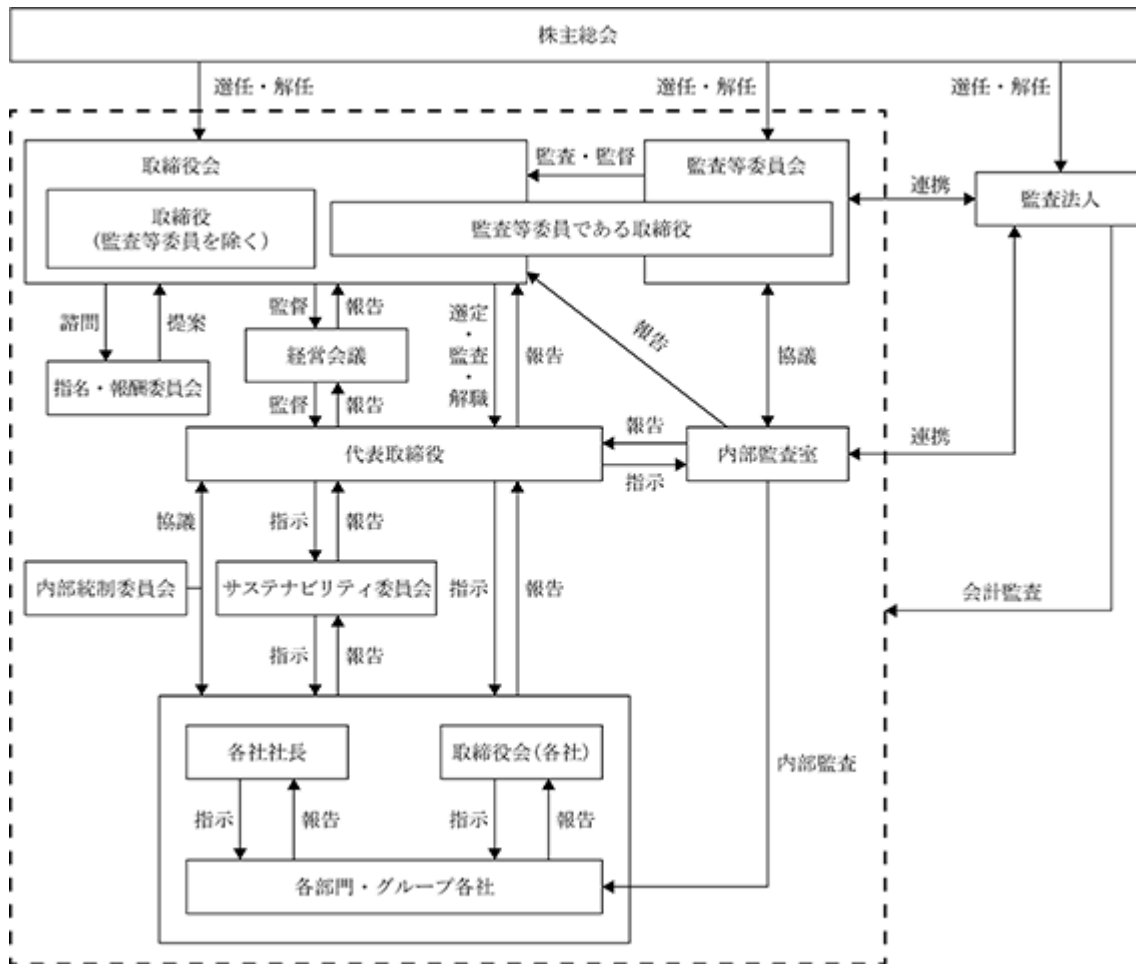 株主総会
選任・解任
選任・解任
選任・解任
取締役会
監査・監督
監査等委員会
取締役
(監査等委員を除く)
監査等委員である取締役
連携
監査法人
諮問
提案
監督
報告
選定
・
監査
・
解職
報告
報告
協議
経営会議
指名・報酬委員会
監督
報告
代表取締役
報告
指示
内部監査室
連携
協議
指示
報告
内部統制委員会
サステナビリティ委員会
指示
報告
会計監査
指示
報告
各社社長
取締役会(各社)
内部監査
指示
報告
指示
報告
各部門・グループ各社